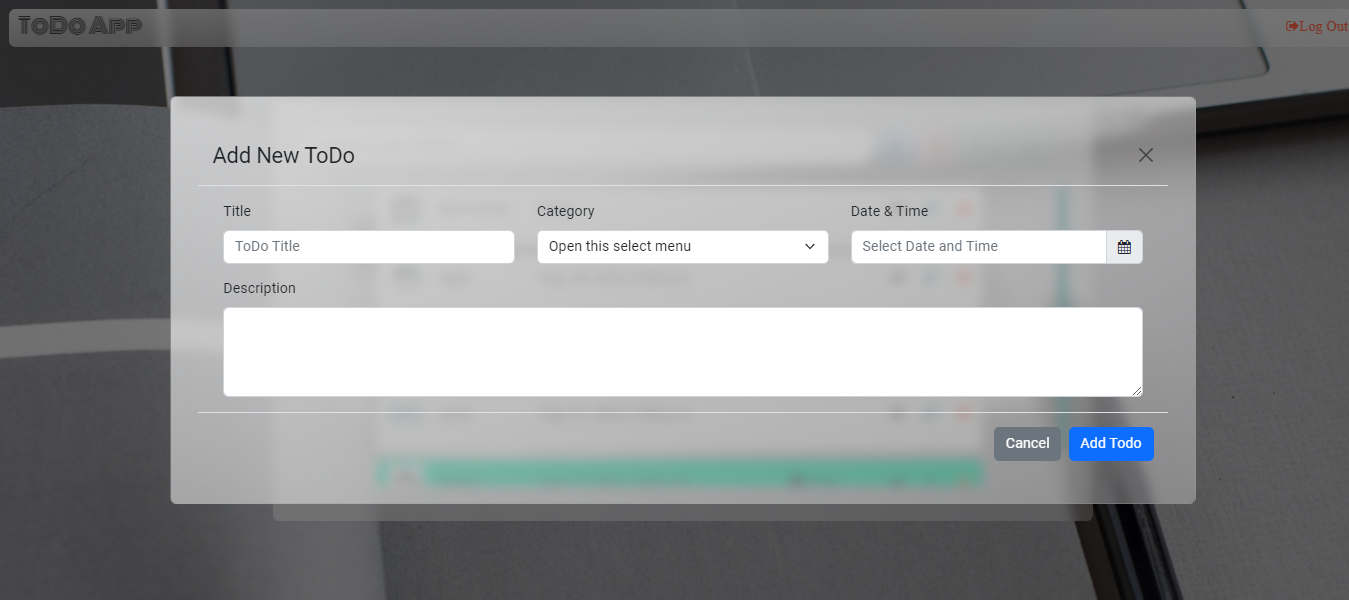 ToDo App
Log Out
Add New ToDo
Title
Category
Date & Time
ToDo Title
Open this select menu
Select Date and Time
Description
Cancel
Add Todo